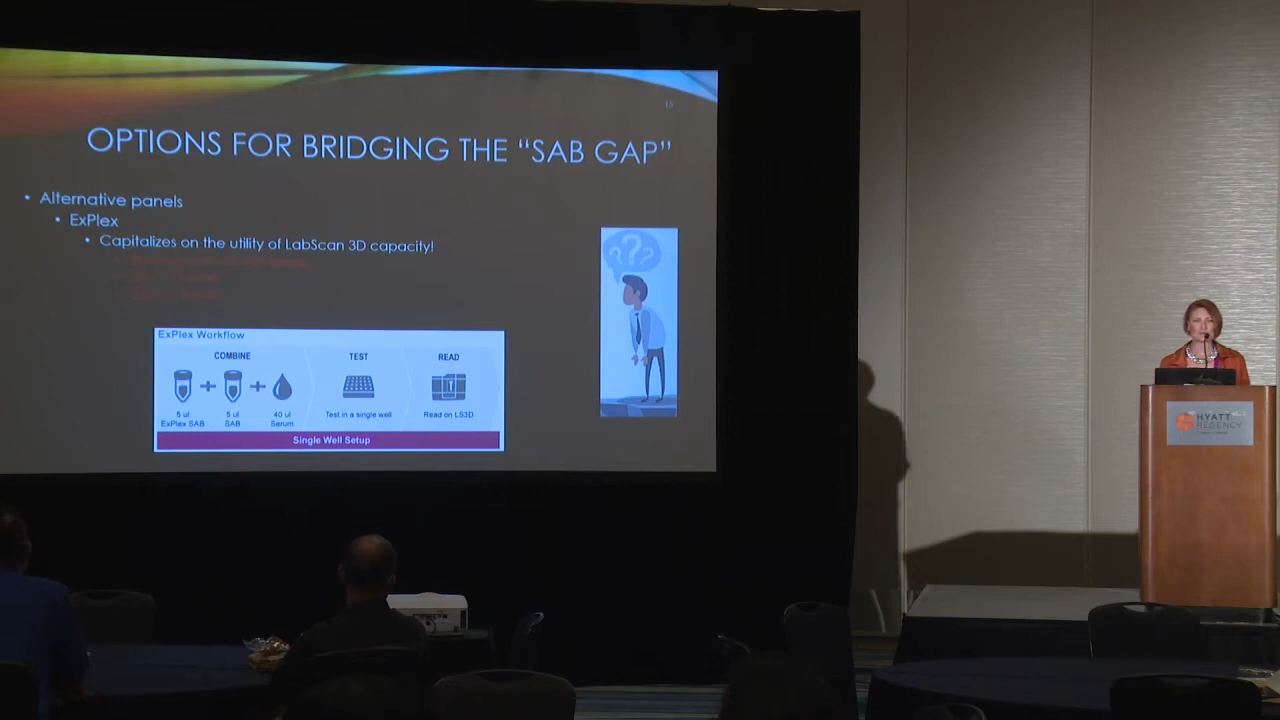 15
OPTIONS FOR BRIDGING THE “SAB GAP”
• Alternative panels
• ExPlex
• Capitalizes on the utility of LabScan 3D capacity!
???
ExPlex Workflow
COMBINE
TEST
READ
5 ul
ExPlex SAB
5 ul
SAB
40 ul
Serum
Test in a single well
Read on LS3D
Single Well Setup
HYATT
REGENCY